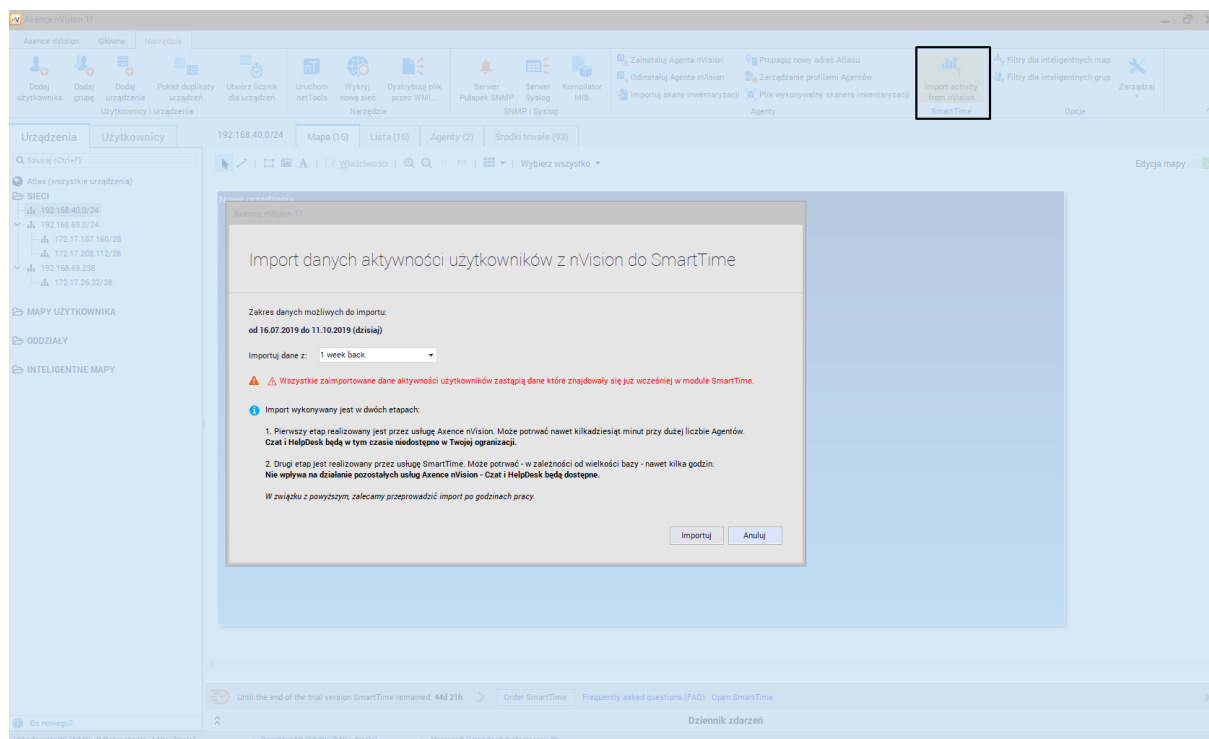 Axence nVision 11
Axence nVision Główne Narzędzia
Dodaj użytkownika
Dodaj grupę
Dodaj urządzenie
Pokaż duplikaty urządzeń
Użytkownicy i urządzenia
Utwórz licznik dla urządzeń
Uruchom netTools
Wykryj nową sieć
Dystrybuuj plik przez WMI...
Narzędzia
Serwer Pułapek SNMP
Serwer Syslog
Kompilator MIB
SNMP i Syslog
Zainstaluj Agenta nVision
Odinstaluj Agenta nVision
Importuj skany inwentaryzacji
Propaguj nowy adres Atlasu
Zarządzanie profilami Agentów
Plik wykonywalny skanera inwentaryzacji
Agenty
Import activity from nVision
SmartTime
Filtry dla inteligentnych map
Filtry dla inteligentnych grup
Zarządzaj
Opcje
Urządzenia Użytkownicy
Szukaj (Ctrl+F)
Atlas (wszystkie urządzenia)
SIECI
192.168.40.0/24
192.168.69.0/24
172.17.187.160/28
172.17.208.112/28
192.168.69.238
172.17.26.32/28
MAPY UŻYTKOWNIKA
ODDZIAŁY
INTELIGENTNE MAPY
192.168.40.0/24 Mapa (16) Lista (16) Agenty (2) Środki trwałe (93)
A Właściwości FIT Wybierz wszystko Edycja mapy
Nowe urządzenia
Axence nVision 11
Import danych aktywności użytkowników z nVision do SmartTime
Zakres danych możliwych do importu:
od 16.07.2019 do 11.10.2019 (dzisiaj)
Importuj dane z: 1 week back
Wszystkie zaimportowane dane aktywności użytkowników zastąpią dane które znajdowały się już wcześniej w module SmartTime.
Import wykonywany jest w dwóch etapach:
1. Pierwszy etap realizowany jest przez usługę Axence nVision. Może potrwać nawet kilkadziesiąt minut przy dużej liczbie Agentów.
Czat i HelpDesk będą w tym czasie niedostępne w Twojej ogranizacji.
2. Drugi etap jest realizowany przez usługę SmartTime. Może potrwać - w zależności od wielkości bazy - nawet kilka godzin.
Nie wpływa na działanie pozostałych usług Axence nVision - Czat i HelpDesk będą dostępne.
W związku z powyższym, zalecamy przeprowadzić import po godzinach pracy.
Importuj Anuluj
Until the end of the trial version SmartTime remained: 44d 21h Order SmartTime Frequently asked questions (FAQ) Open SmartTime
Co nowego?
Dziennik zdarzeń